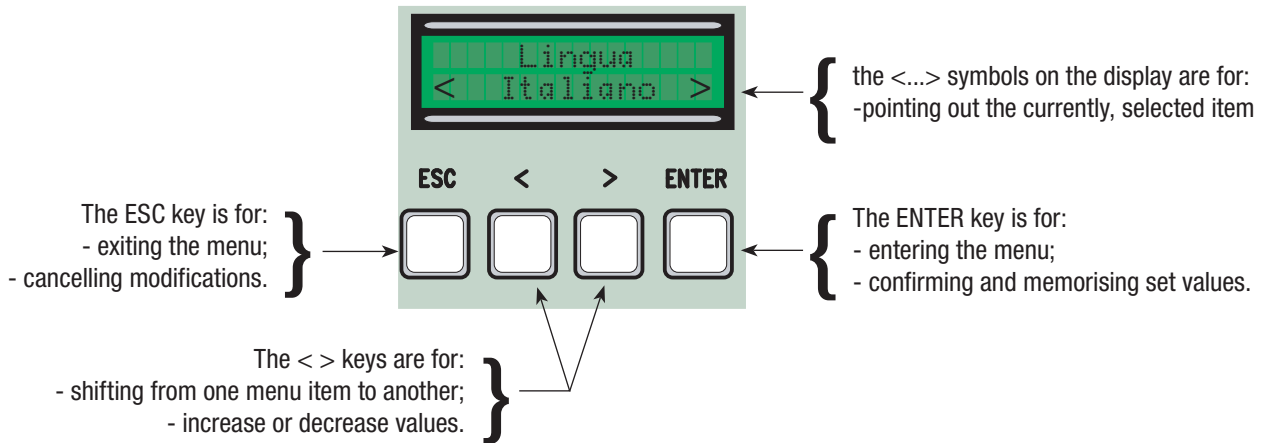 Lingua
< Italiano >
the <...> symbols on the display are for:
-pointing out the currently, selected item
ESC < > ENTER
The ESC key is for:
- exiting the menu;
- cancelling modifications.
The ENTER key is for:
- entering the menu;
- confirming and memorising set values.
The < > keys are for:
- shifting from one menu item to another;
- increase or decrease values.